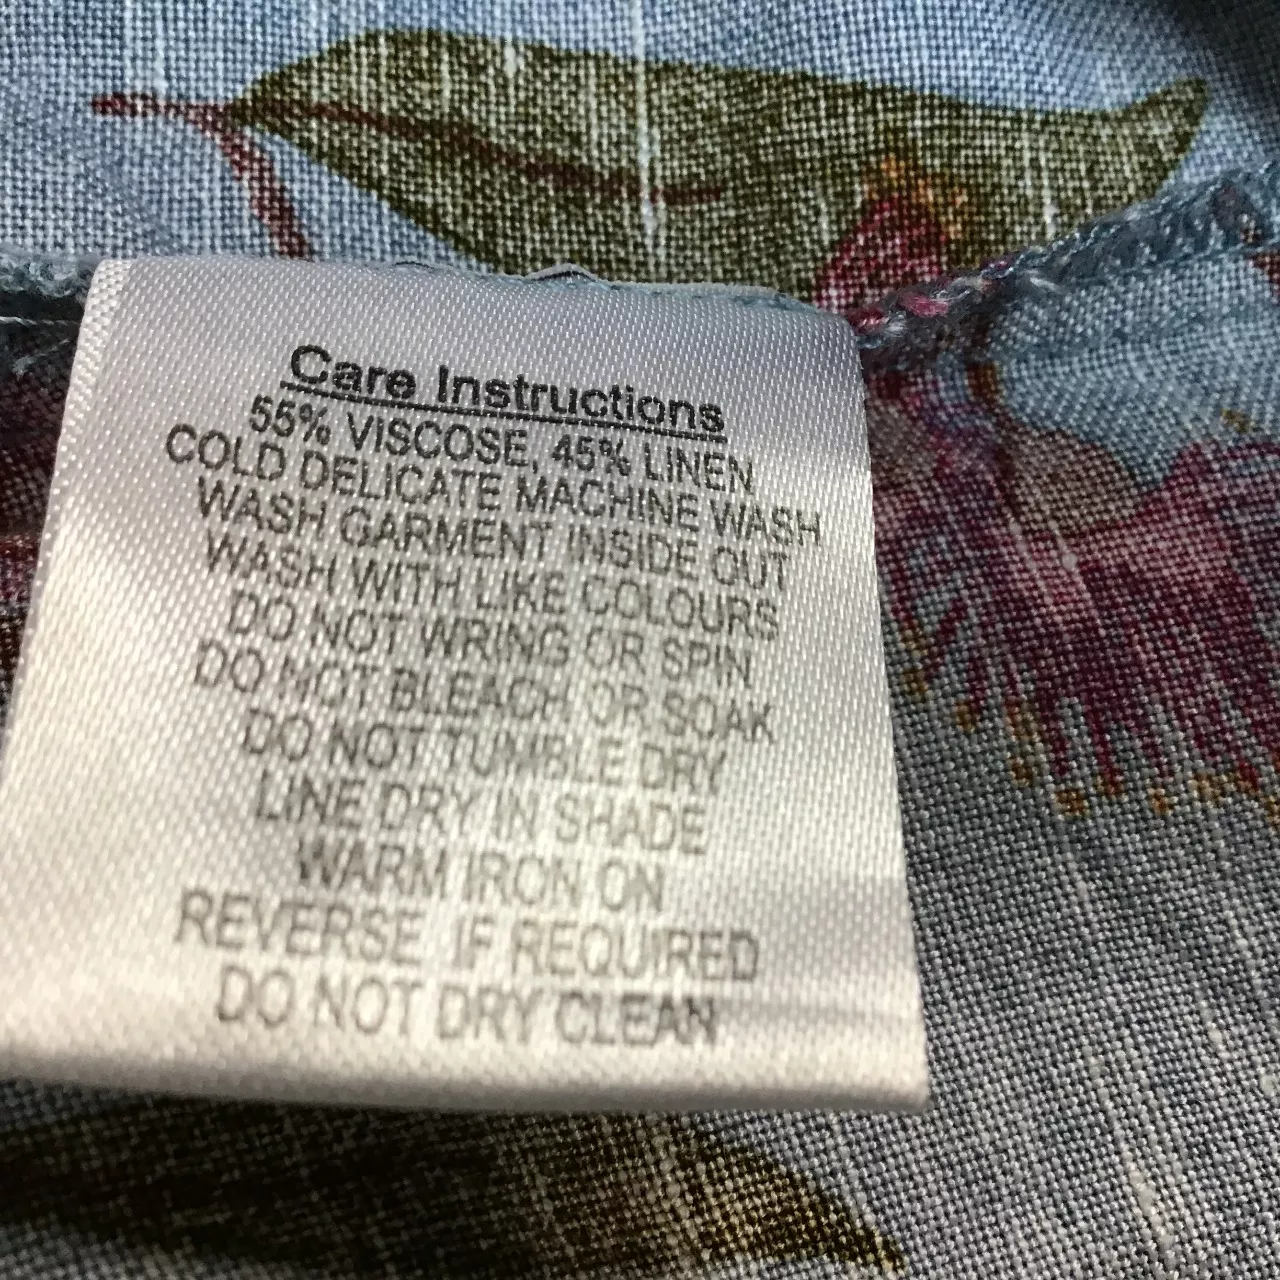 Care Instructions
55% VISCOSE, 45% LINEN
COLD DELICATE MACHINE WASH
WASH GARMENT INSIDE OUT
WASH WITH LIKE COLOURS
DO NOT WRING OR SPIN
DO NOT BLEACH OR SOAK
DO NOT TUMBLE DRY
LINE DRY IN SHADE
WARM IRON ON
REVERSE IF REQUIRED
DO NOT DRY CLEAN